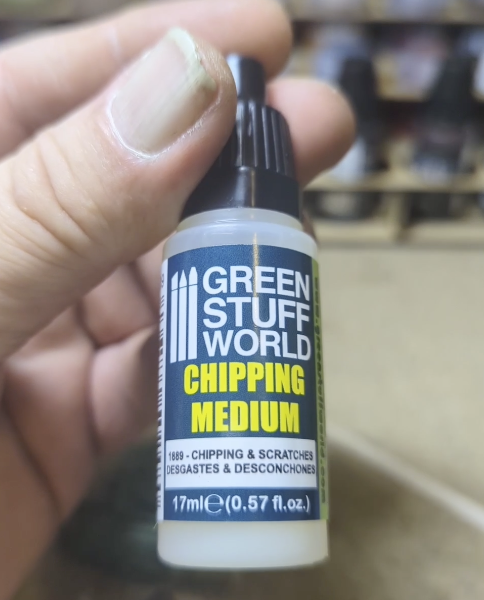 GREEN
STUFF
WORLD
CHIPPING
MEDIUM
1889 - CHIPPING & SCRATCHES
DESGASTES & DESCONCHONES
17ml℮(0.57 fl.oz.)